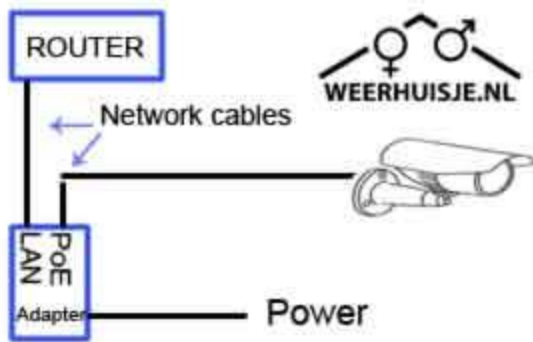 ROUTER
WEERHUISJE.NL
Network cables
LAN
PoE
Adapter
Power